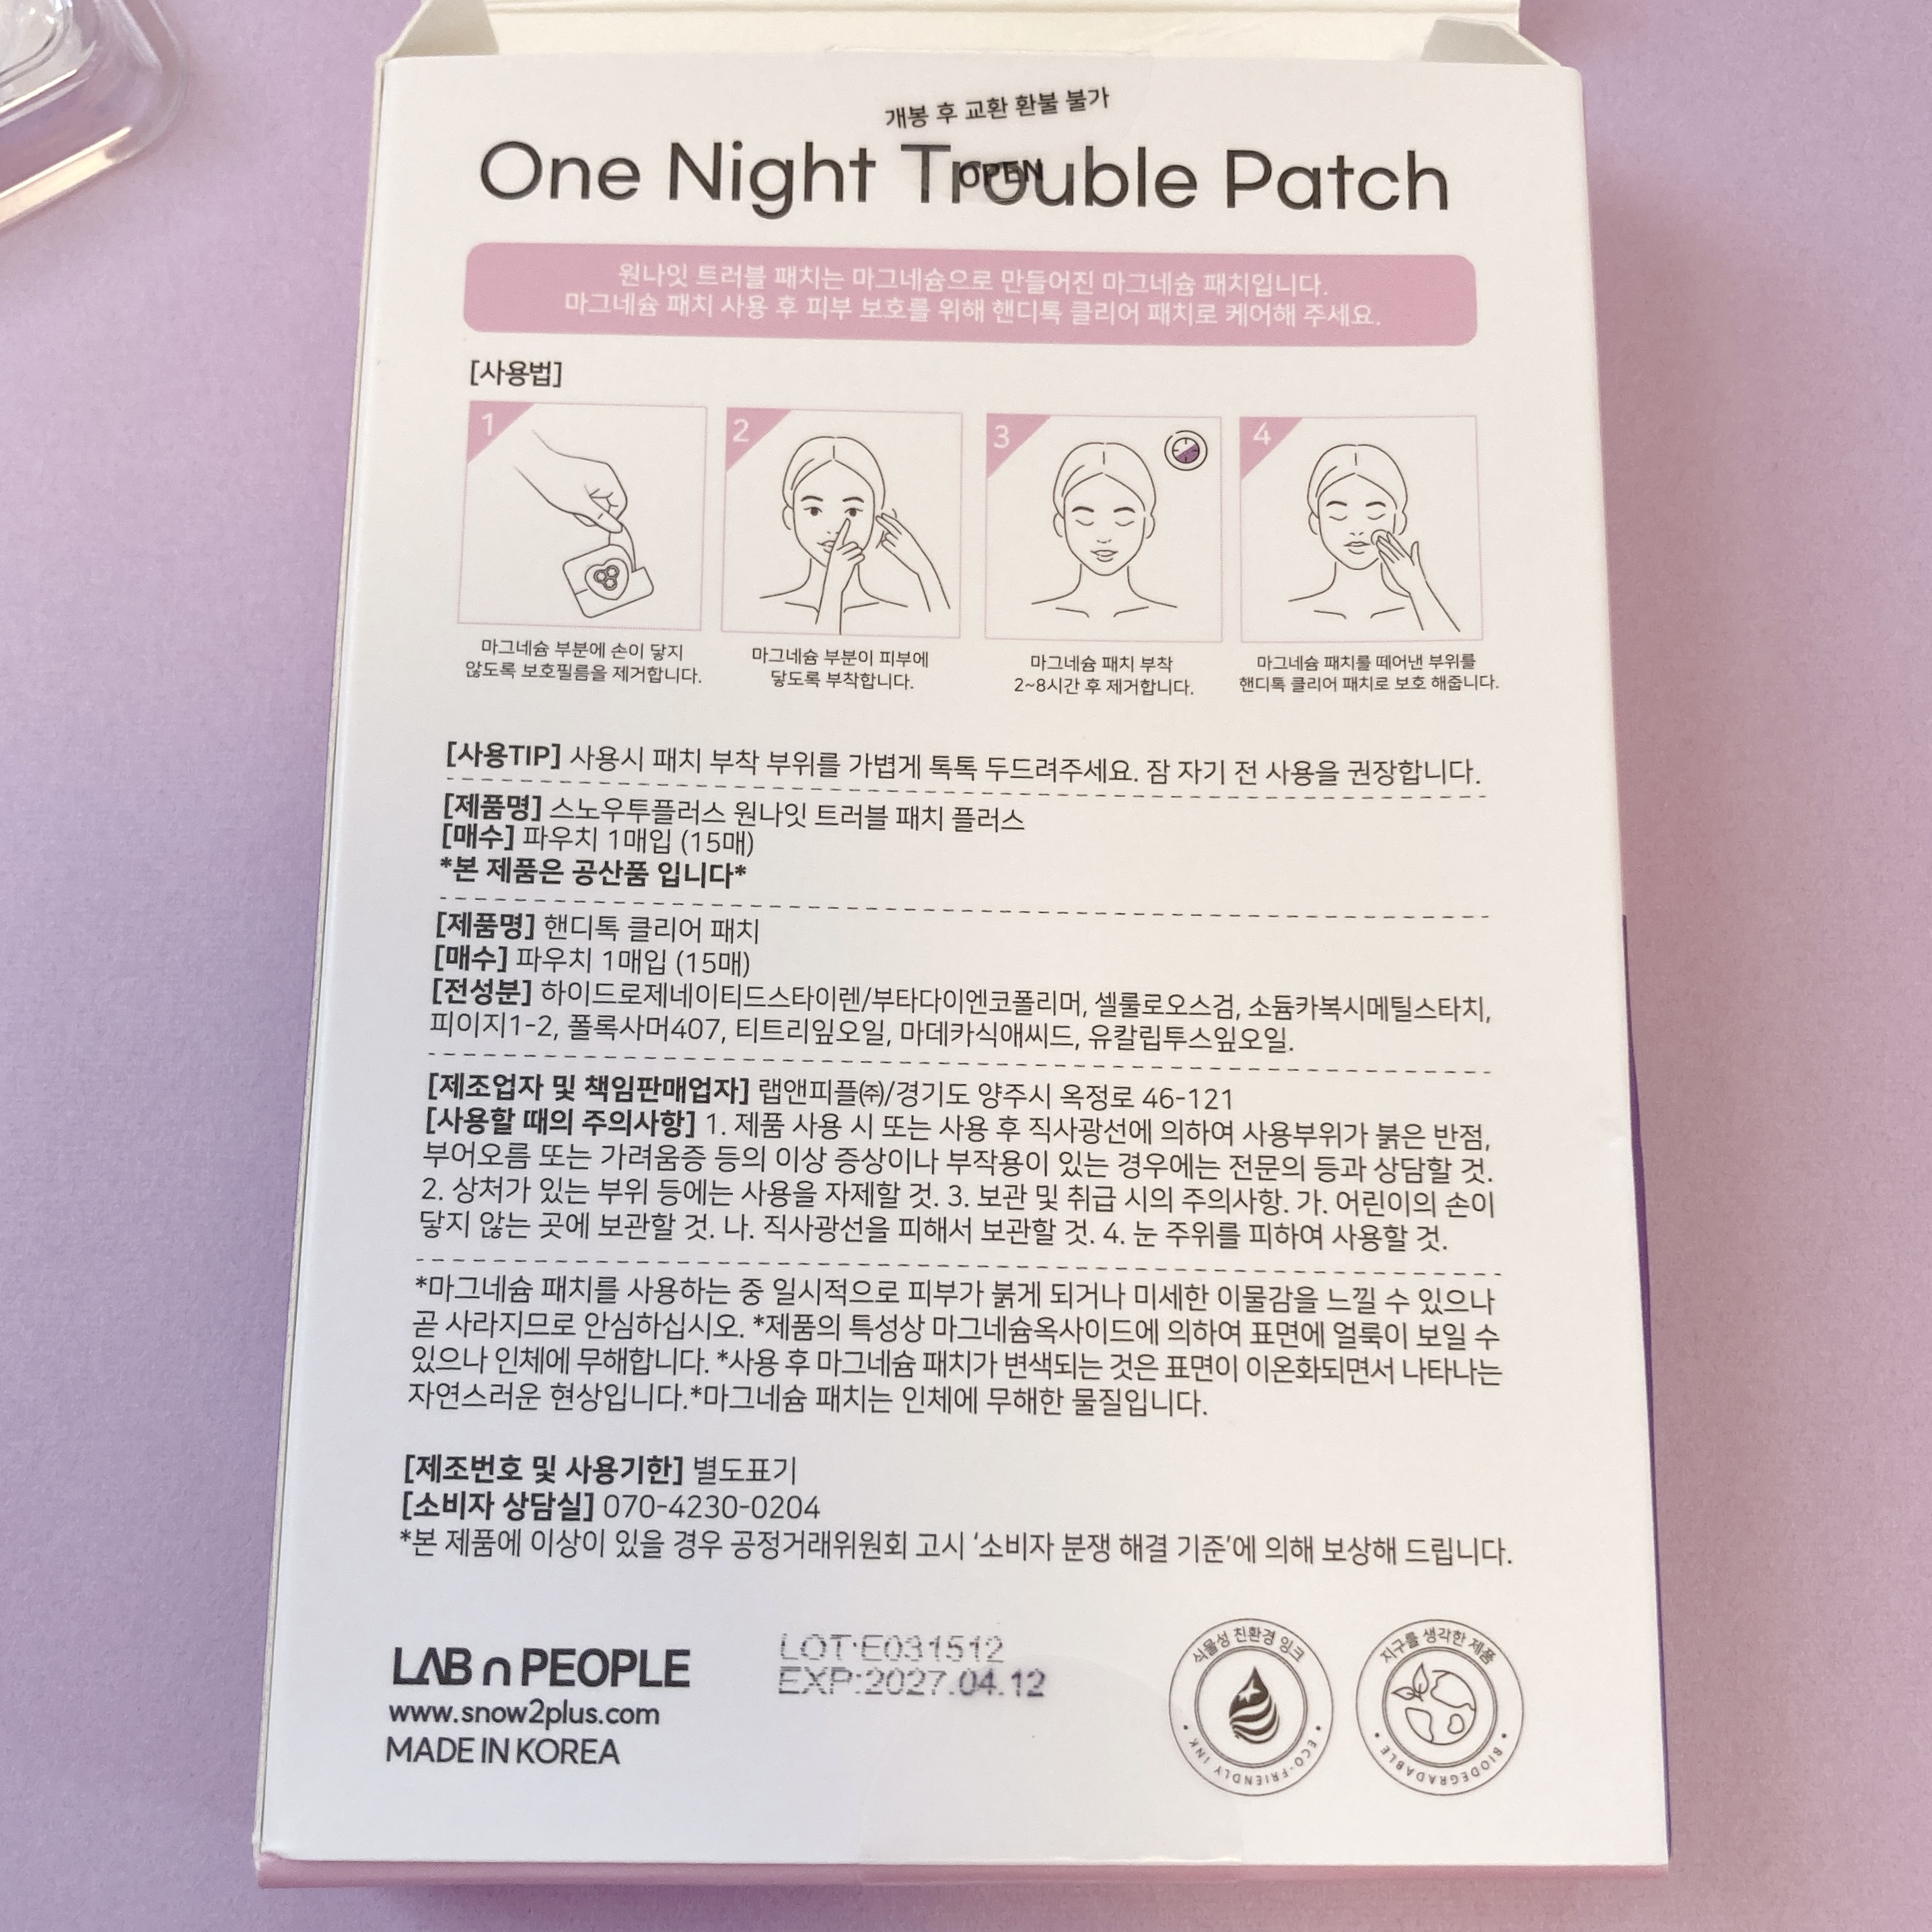 개봉 후 교환 환불 불가
OPEN
One Night Trouble Patch
원나잇 트러블 패치는 마그네슘으로 만들어진 마그네슘 패치입니다.
마그네슘 패치 사용 후 피부 보호를 위해 핸디톡 클리어 패치로 케어해 주세요.
[사용법]
1
마그네슘 부분에 손이 닿지
않도록 보호필름을 제거합니다.
2
마그네슘 부분이 피부에
닿도록 부착합니다.
3
마그네슘 패치 부착
2~8시간 후 제거합니다.
4
마그네슘 패치를 떼어낸 부위를
핸디톡 클리어 패치로 보호 해줍니다.
[사용TIP] 사용시 패치 부착 부위를 가볍게 톡톡 두드려주세요. 잠 자기 전 사용을 권장합니다.
[제품명] 스노우투플러스 원나잇 트러블 패치 플러스
[매수] 파우치 1매입 (15매)
*본 제품은 공산품 입니다*
[제품명] 핸디톡 클리어 패치
[매수] 파우치 1매입 (15매)
[전성분] 하이드로제네이티드스타이렌/부타다이엔코폴리머, 셀룰로오스검, 소듐카복시메틸스타치,
피이지1-2, 폴록사머407, 티트리잎오일, 마데카식애씨드, 유칼립투스잎오일.
[제조업자 및 책임판매업자] 랩앤피플㈜/경기도 양주시 옥정로 46-121
[사용할 때의 주의사항] 1. 제품 사용 시 또는 사용 후 직사광선에 의하여 사용부위가 붉은 반점,
부어오름 또는 가려움증 등의 이상 증상이나 부작용이 있는 경우에는 전문의 등과 상담할 것.
2. 상처가 있는 부위 등에는 사용을 자제할 것. 3. 보관 및 취급 시의 주의사항. 가. 어린이의 손이
닿지 않는 곳에 보관할 것. 나. 직사광선을 피해서 보관할 것. 4. 눈 주위를 피하여 사용할 것.
*마그네슘 패치를 사용하는 중 일시적으로 피부가 붉게 되거나 미세한 이물감을 느낄 수 있으나
곧 사라지므로 안심하십시오. *제품의 특성상 마그네슘옥사이드에 의하여 표면에 얼룩이 보일 수
있으나 인체에 무해합니다. *사용 후 마그네슘 패치가 변색되는 것은 표면이 이온화되면서 나타나는
자연스러운 현상입니다.*마그네슘 패치는 인체에 무해한 물질입니다.
[제조번호 및 사용기한] 별도표기
[소비자 상담실] 070-4230-0204
*본 제품에 이상이 있을 경우 공정거래위원회 고시 ‘소비자 분쟁 해결 기준’에 의해 보상해 드립니다.
LAB n PEOPLE
www.snow2plus.com
MADE IN KOREA
LOT:E031512
EXP:2027.04.12
식물성 친환경 잉크
• ECO-FRIENDLY INK •
지구를 생각한 제품
• BIODEGRADABLE •